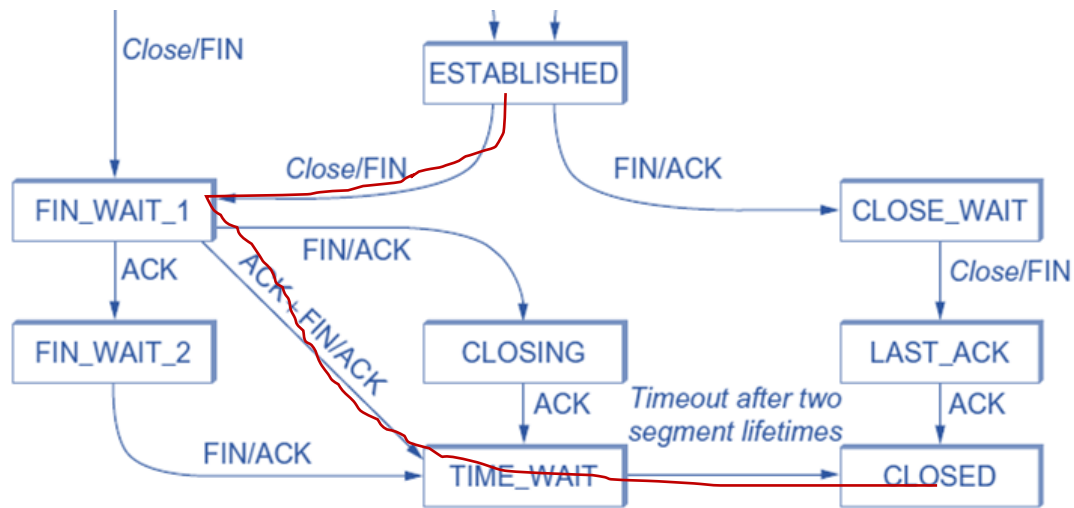 Close/FIN
ESTABLISHED
Close/FIN
FIN/ACK
FIN_WAIT_1
CLOSE_WAIT
FIN/ACK
ACK
ACK + FIN/ACK
Close/FIN
FIN_WAIT_2
CLOSING
LAST_ACK
ACK
Timeout after two
segment lifetimes
ACK
FIN/ACK
TIME_WAIT
CLOSED